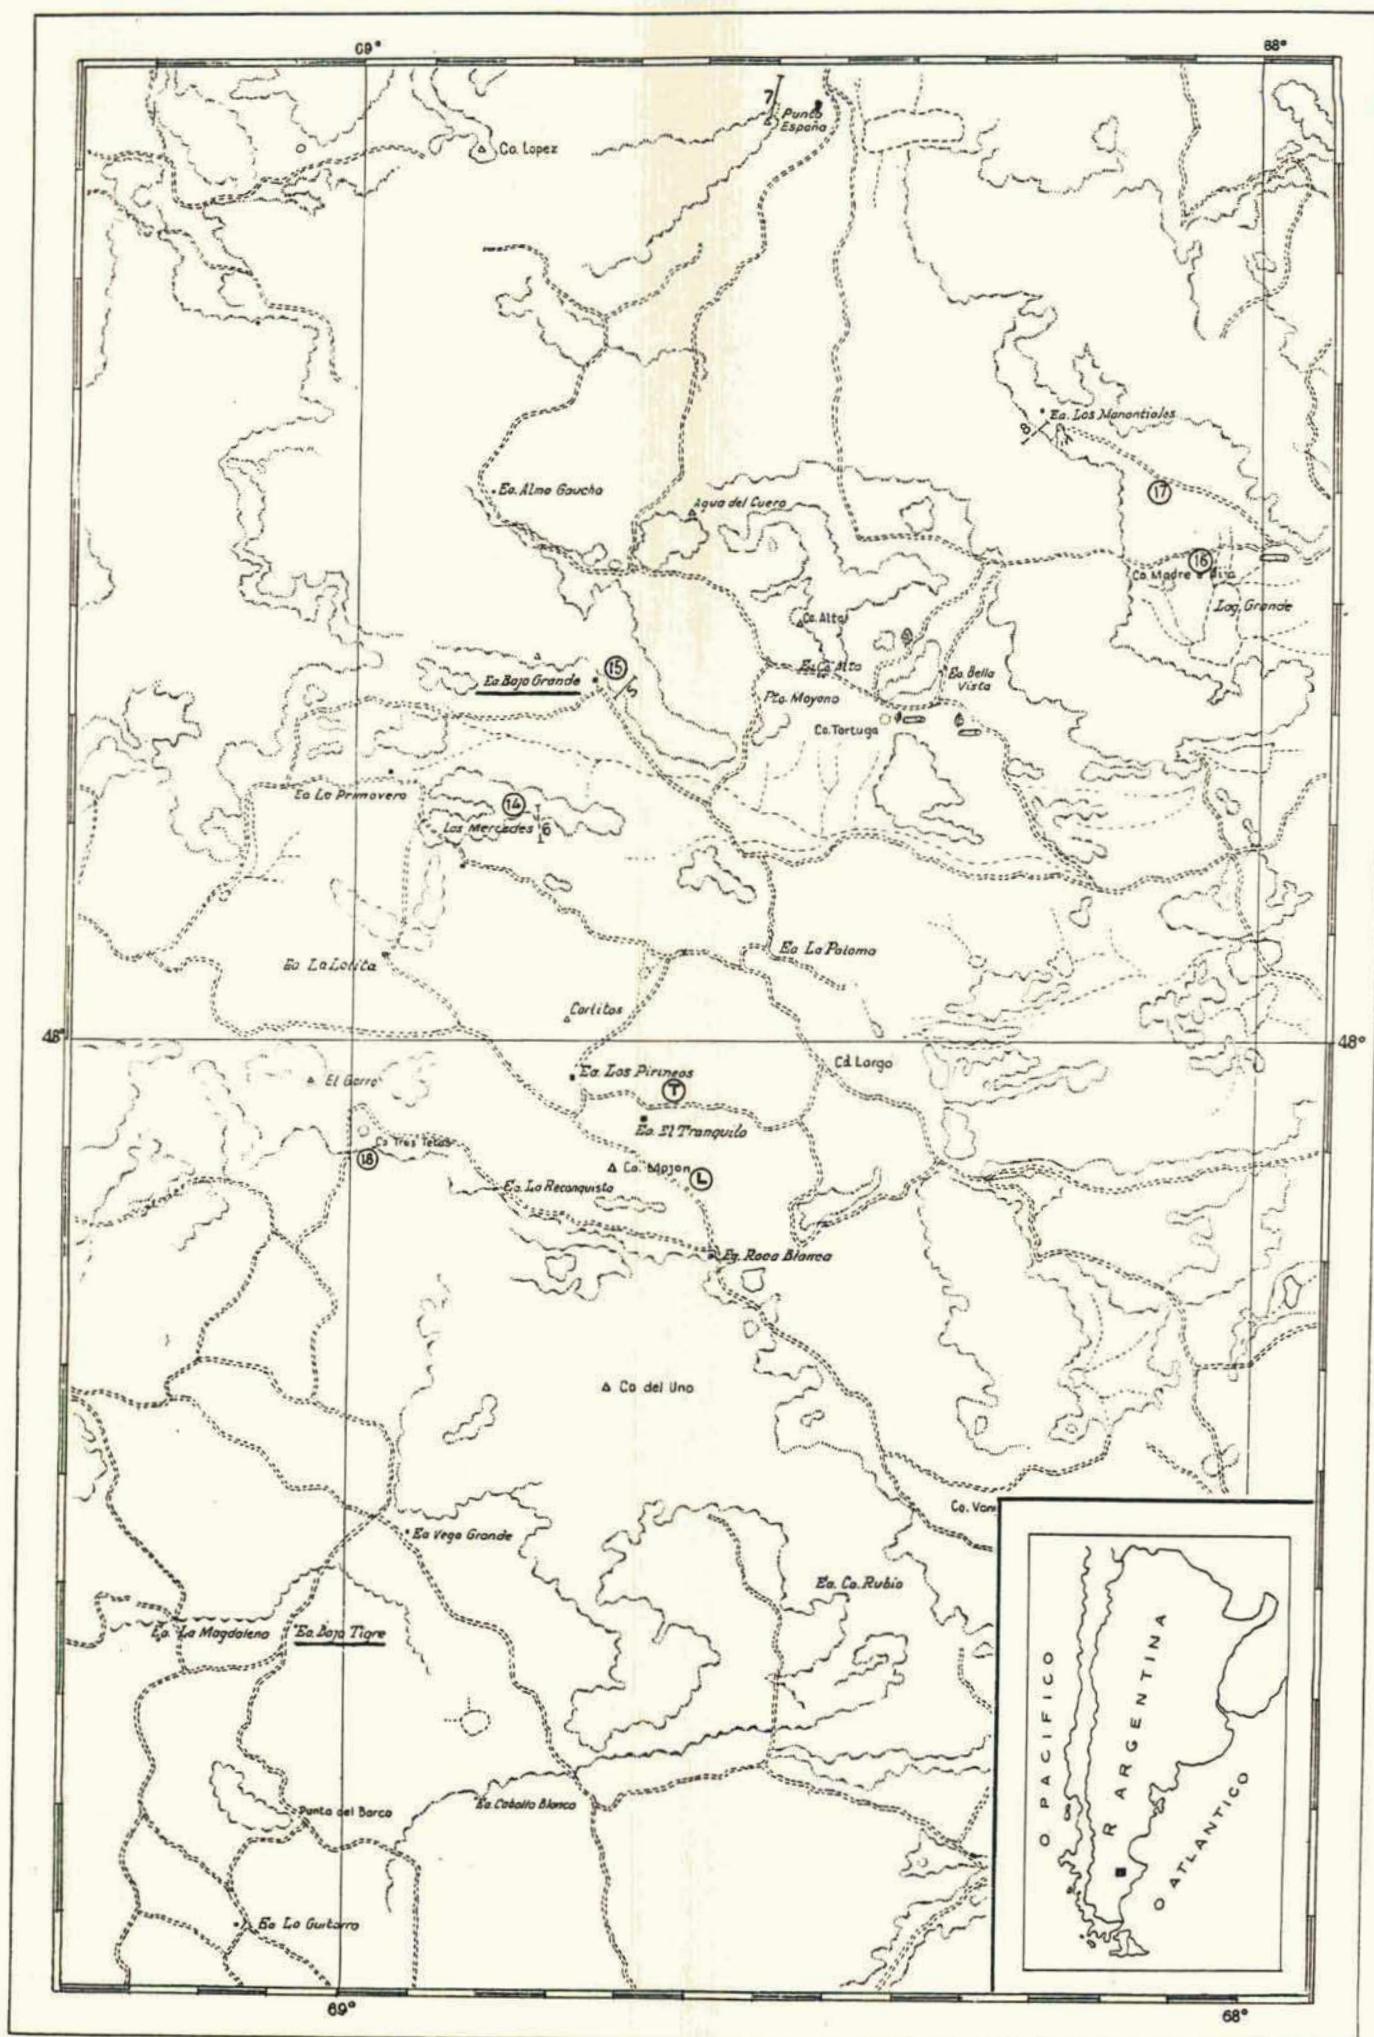 69°
68°
7
Punta
España
Co. Lopez
Ea. Los Manantiales
8
Ea. Alma Gaucha
17
Agua del Cuero
16
Co. Madre e Hija
Lag. Grande
Co. Alto
15
Ea. Co. Alto
Ea. Bella
Vista
Ea. Bajo Grande
5
Pto. Moyano
Co. Tortuga
Ea La Primavera
14
Las Mercedes
6
Ea La Paloma
Ea La Lolita
Carlitos
48°
48°
Cd. Largo
El Gorro
Ea. Los Pirineos
T
Ea. El Tranquilo
Co Tres Tetas
18
Co. Mojon
L
Ea. La Reconquista
Ea. Roca Blanca
Co del Uno
Co. Van
Ea Vega Grande
Ea. Co. Rubio
Ea. La Magdalena
Ea. Bajo Tigre
Punta del Barco
Ea. Caballo Blanco
Ea La Guitarra
O PACIFICO
R ARGENTINA
O ATLANTICO
69°
68°